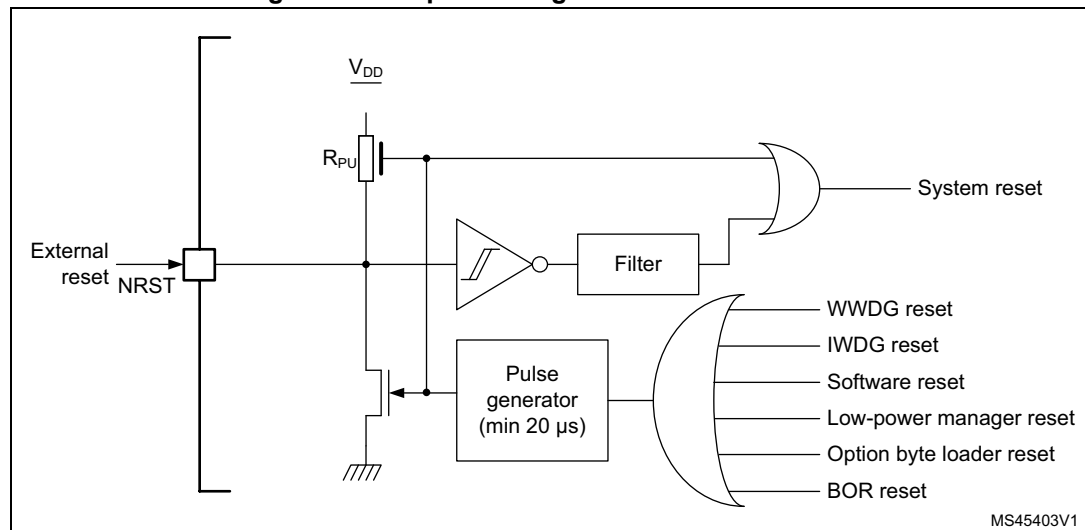 V_DD
R_PU
External
reset
NRST
Filter
System reset
Pulse
generator
(min 20 µs)
WWDG reset
IWDG reset
Software reset
Low-power manager reset
Option byte loader reset
BOR reset
MS45403V1